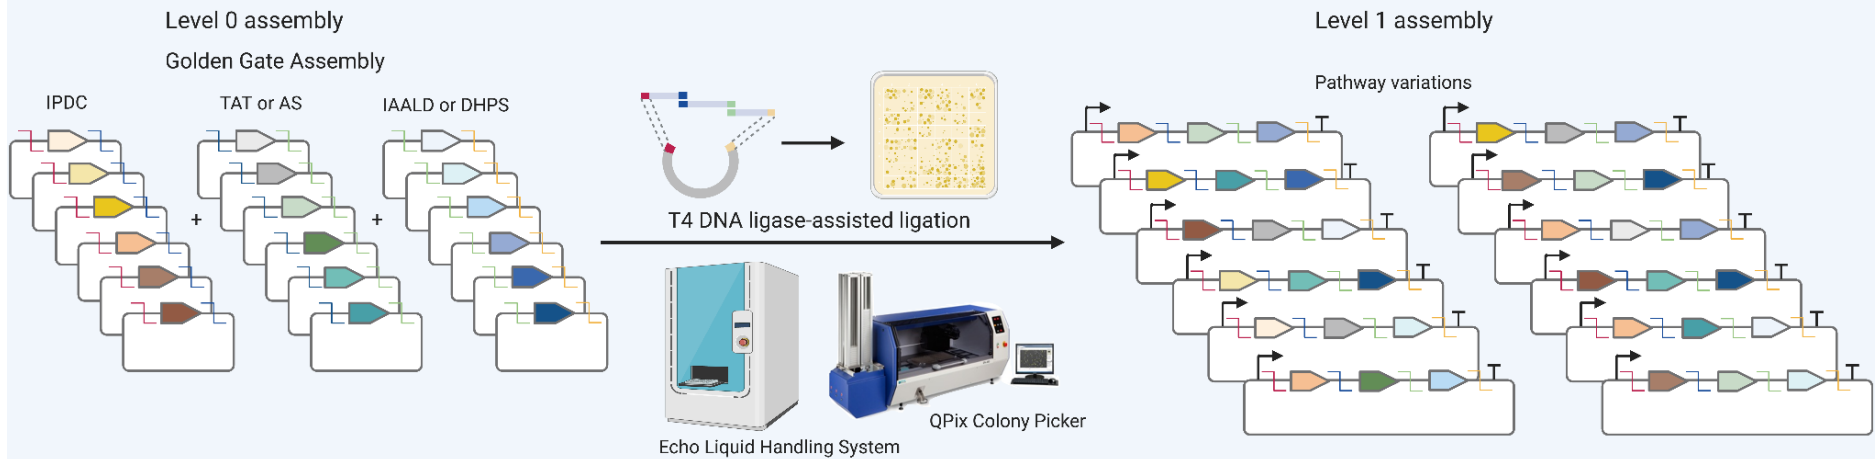 Level 0 assembly
Golden Gate Assembly
IPDC
TAT or AS
IAALD or DHPS
+
+
T4 DNA ligase-assisted ligation
Echo Liquid Handling System
QPix Colony Picker
Level 1 assembly
Pathway variations